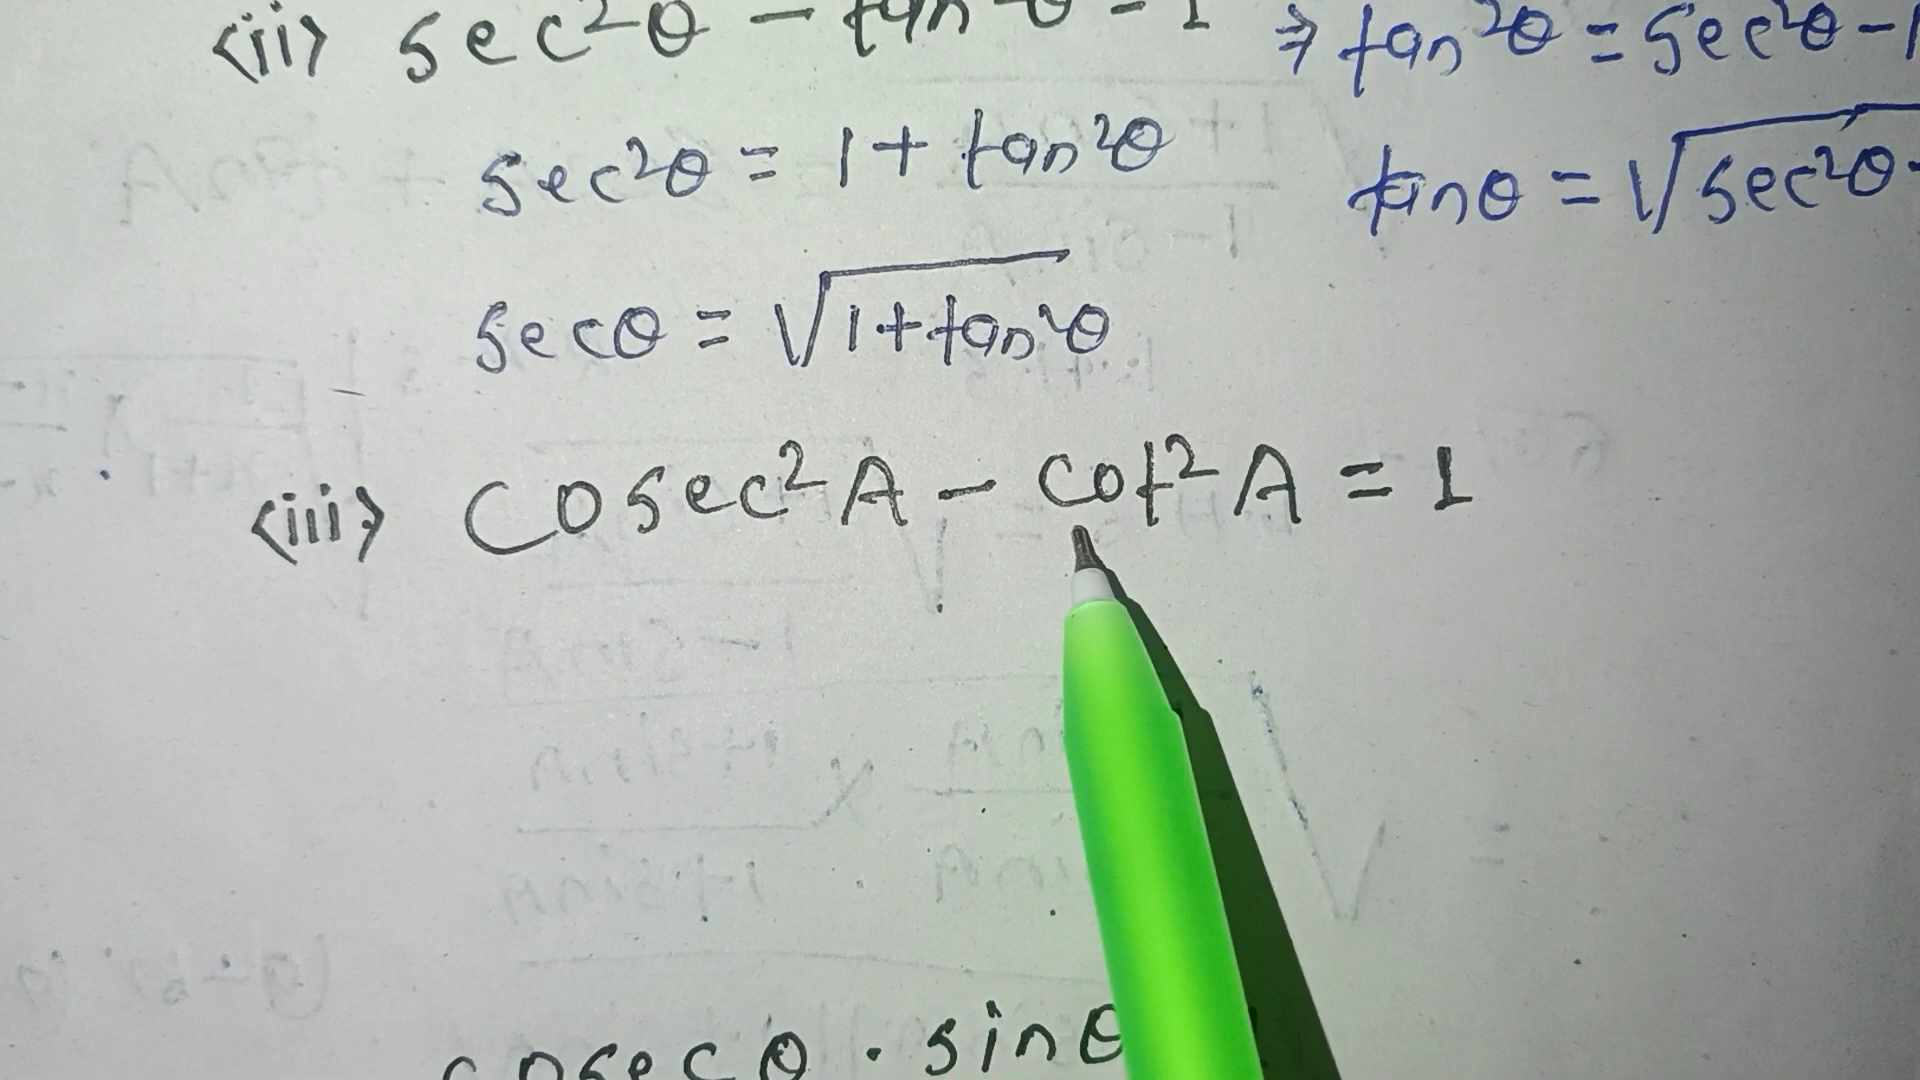 (ii) sec²θ - tan²θ = 1 ⇒ tan²θ = sec²θ - 1
sec²θ = 1 + tan²θ
tanθ = √sec²θ -
secθ = √1 + tan²θ
(iii) cosec²A - cot²A = 1
cosecθ . sinθ